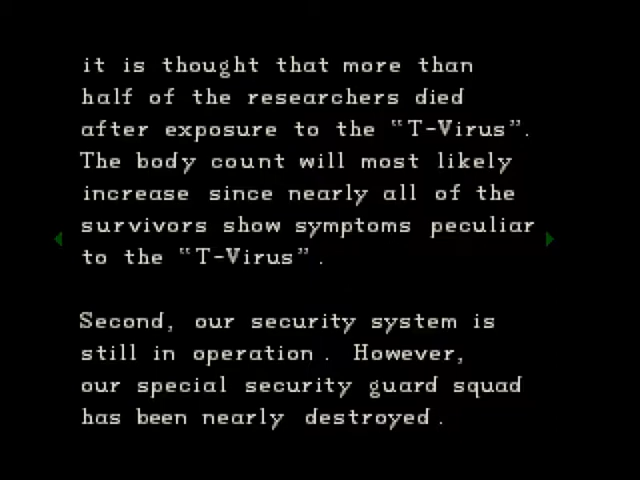 it is thought that more than
half of the researchers died
after exposure to the “T-Virus”.
The body count will most likely
increase since nearly all of the
survivors show symptoms peculiar
to the “T-Virus”.
Second, our security system is
still in operation. However,
our special security guard squad
has been nearly destroyed.